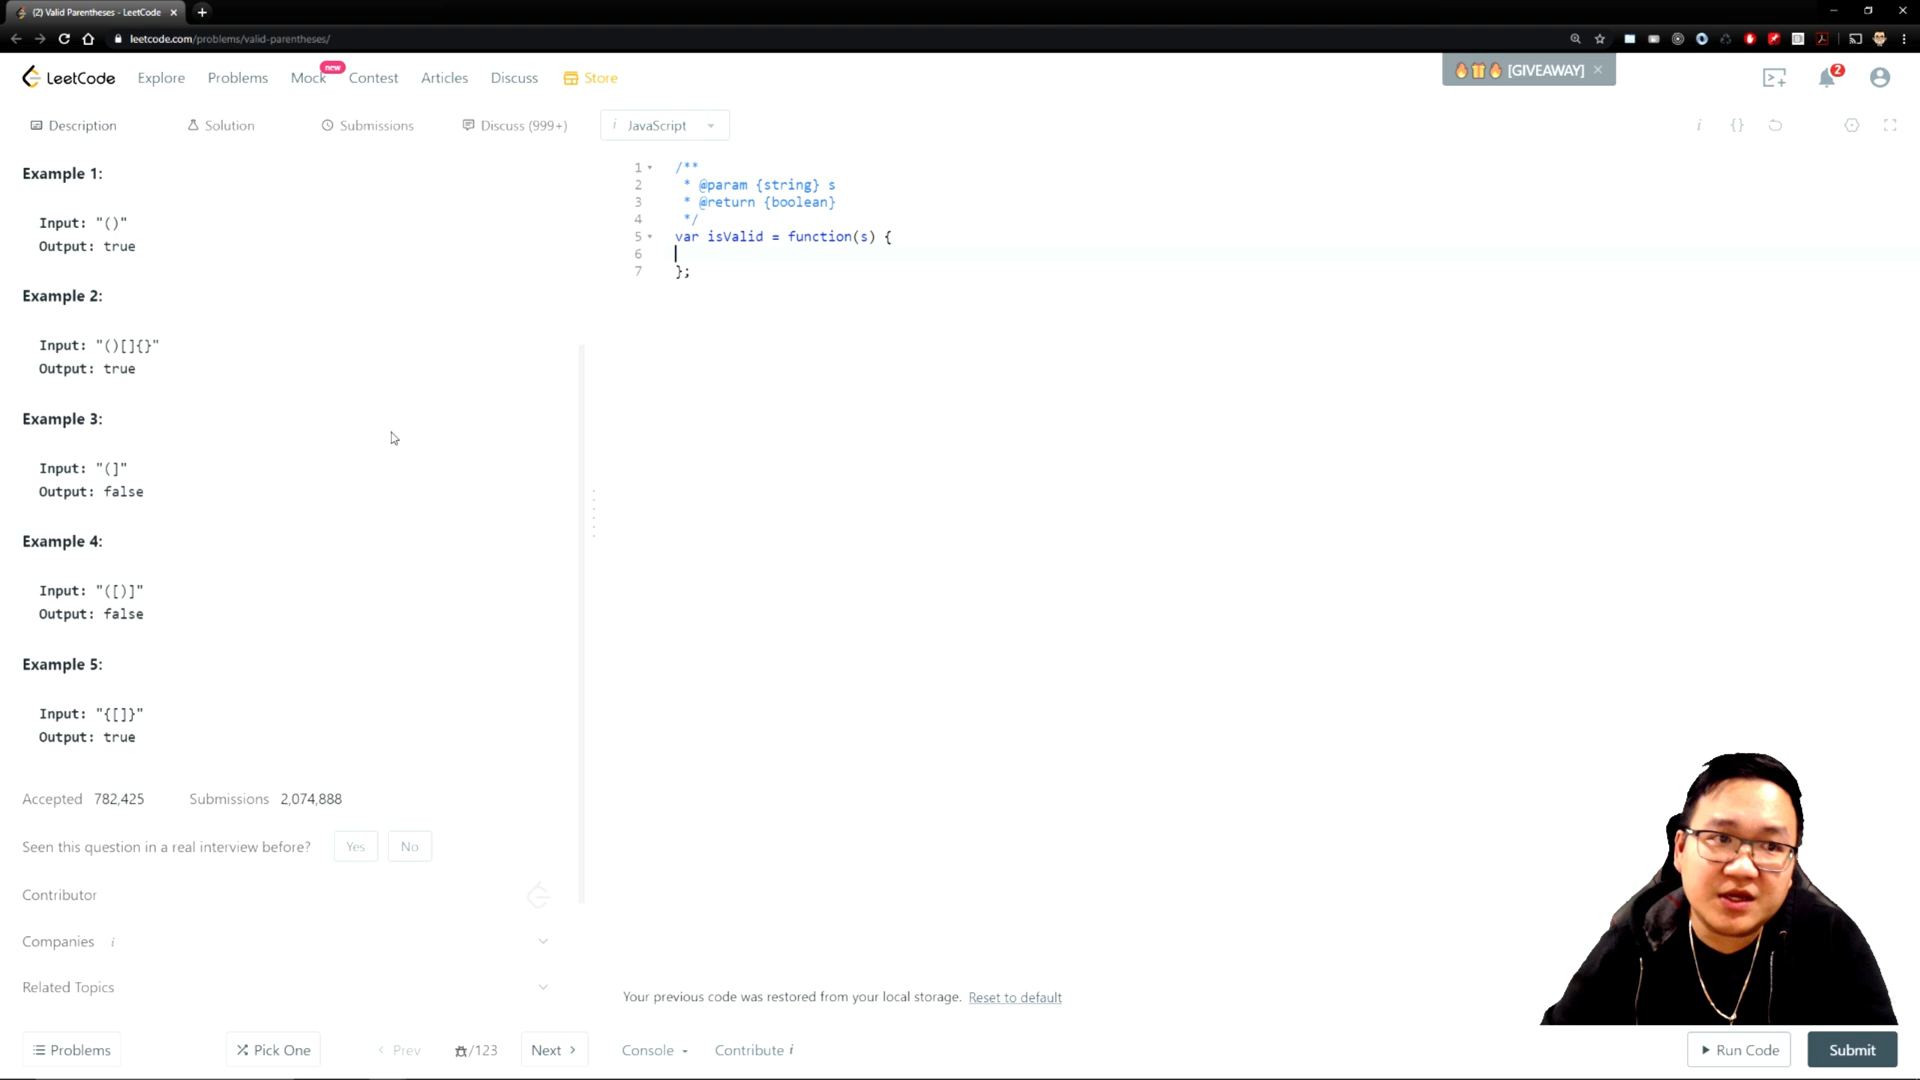 (2) Valid Parentheses - LeetCode
leetcode.com/problems/valid-parentheses/
LeetCode
Explore
Problems
Mock
new
Contest
Articles
Discuss
Store
[GIVEAWAY]
2
Description
Solution
Submissions
Discuss (999+)
i JavaScript
i
{}
Example 1:
Input: "()"
Output: true
Example 2:
Input: "()[]{}"
Output: true
Example 3:
Input: "(]"
Output: false
Example 4:
Input: "([)]"
Output: false
Example 5:
Input: "{[]}"
Output: true
Accepted 782,425 Submissions 2,074,888
Seen this question in a real interview before? Yes No
Contributor
Companies i
Related Topics
1 /**
2 * @param {string} s
3 * @return {boolean}
4 */
5 var isValid = function(s) {
6
7 };
Your previous code was restored from your local storage. Reset to default
Problems
Pick One
Prev
/123
Next
Console
Contribute i
Run Code
Submit